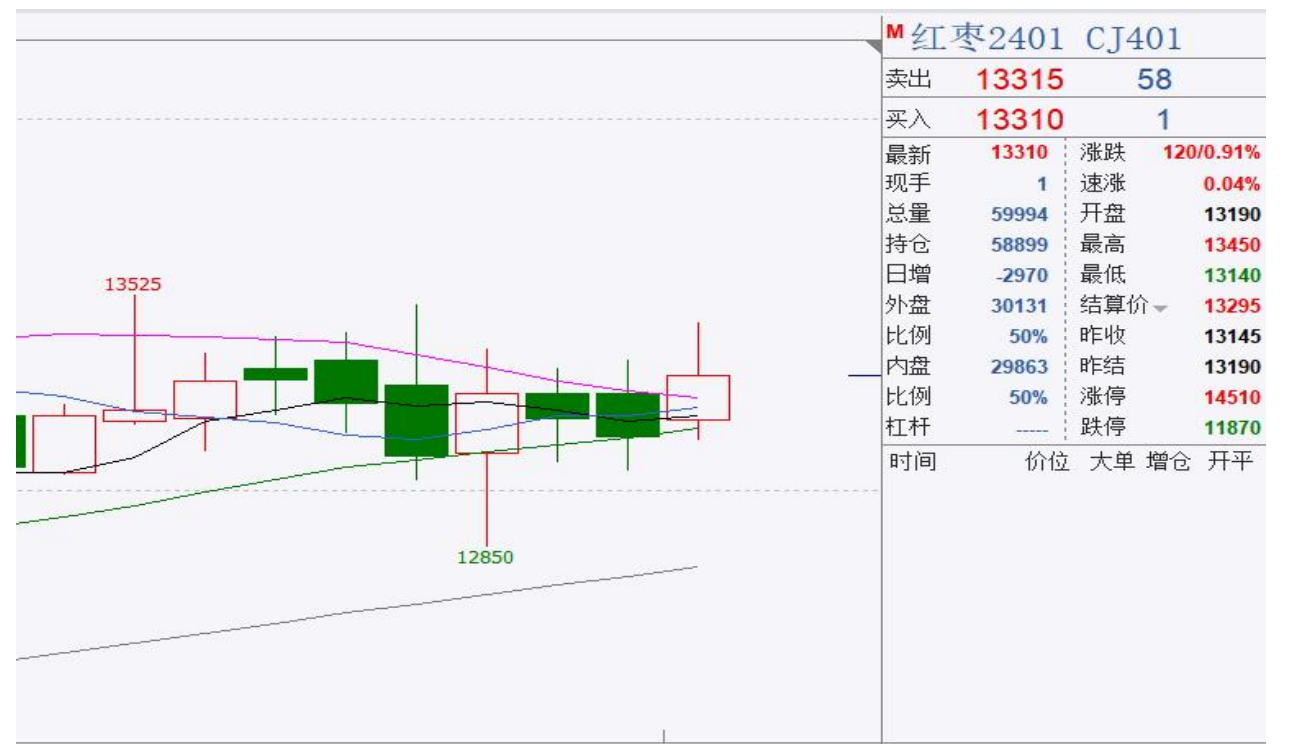 M 红枣2401 CJ401
卖出 13315 58
买入 13310 1
最新 13310 涨跌 120/0.91%
现手 1 速涨 0.04%
总量 59994 开盘 13190
持仓 58899 最高 13450
日增 -2970 最低 13140
外盘 30131 结算价 13295
比例 50% 昨收 13145
内盘 29863 昨结 13190
比例 50% 涨停 14510
杠杆 ----- 跌停 11870
时间 价位 大单 增仓 开平
13525
12850